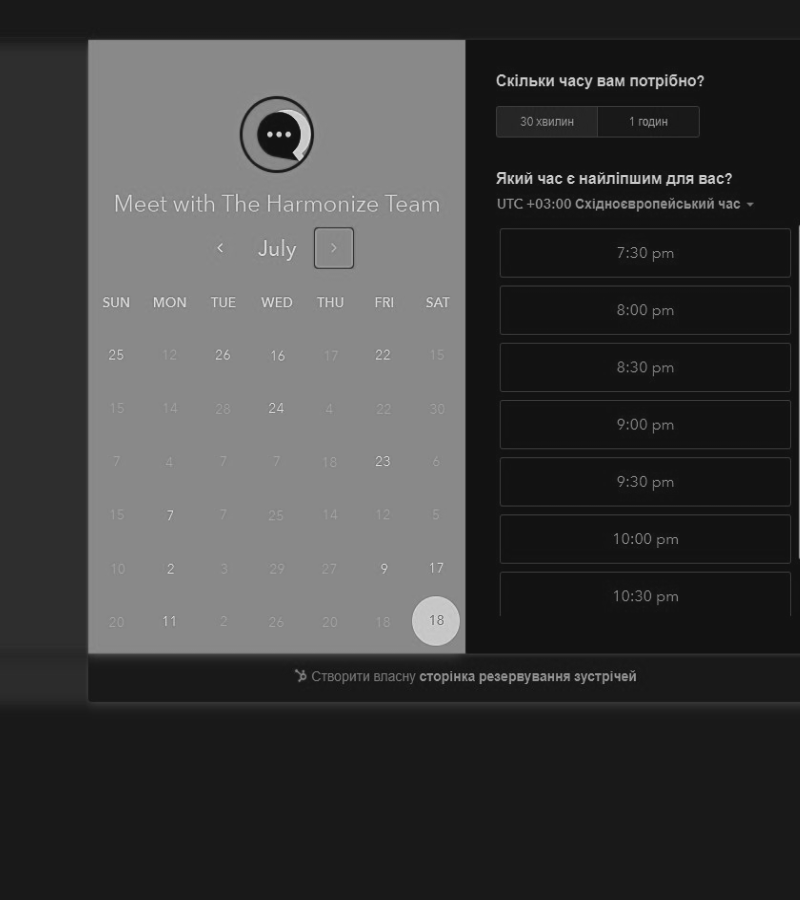 Meet with The Harmonize Team
July
SUN MON TUE WED THU FRI SAT
25 12 26 16 17 22 15
15 14 28 24 4 22 30
7 4 7 7 18 23 6
15 7 7 25 14 12 5
10 2 3 29 27 9 17
20 11 2 26 20 18 18
Скільки часу вам потрібно?
30 хвилин 1 годин
Який час є найліпшим для вас?
UTC +03:00 Східноєвропейський час
7:30 pm
8:00 pm
8:30 pm
9:00 pm
9:30 pm
10:00 pm
10:30 pm
Створити власну сторінка резервування зустрічей